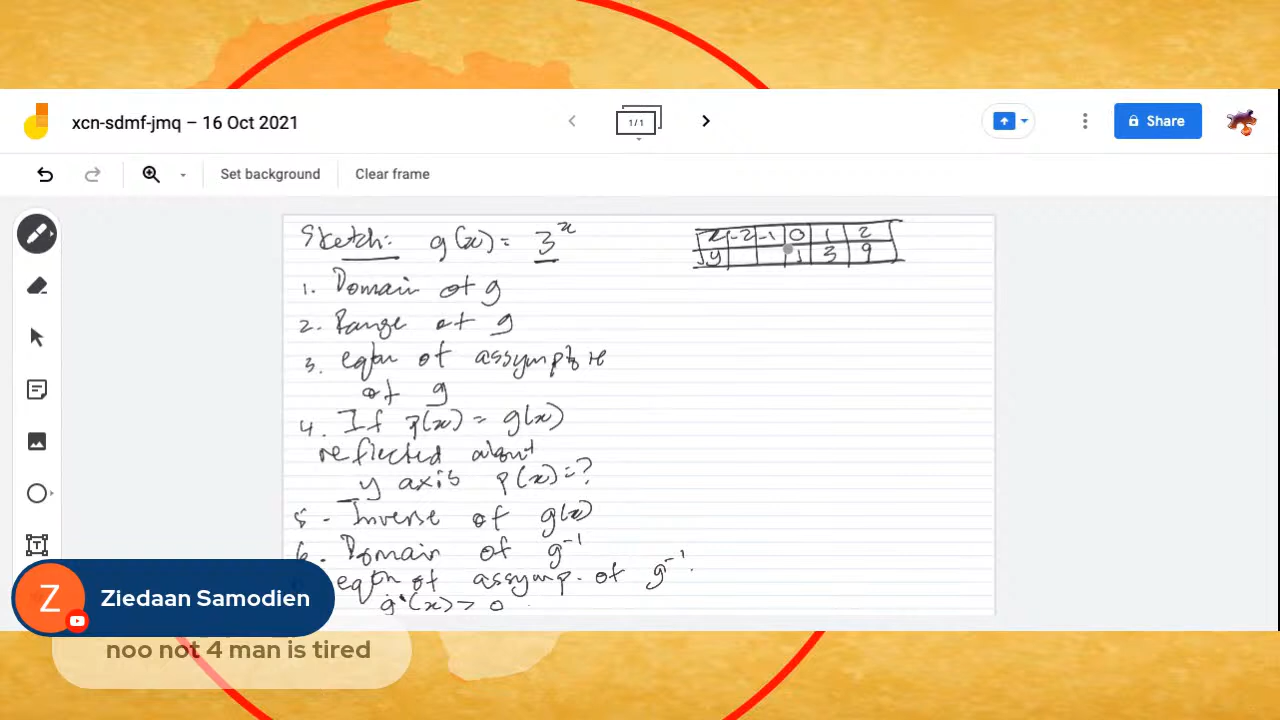 xcn-sdmf-jmq – 16 Oct 2021
1/1
Share
Set background
Clear frame
Sketch: g(x) = 3^x
x -2 -1 0 1 2
y 1 3 9
1. Domain of g
2. Range of g
3. eqtn of assymptote
of g
4. If p(x) = g(x)
reflected about
y axis p(x)=?
5. Inverse of g(x)
6. Domain of g^-1
eqtn of assymp. of g^-1.
(x) > 0
Z
Ziedaan Samodien
noo not 4 man is tired